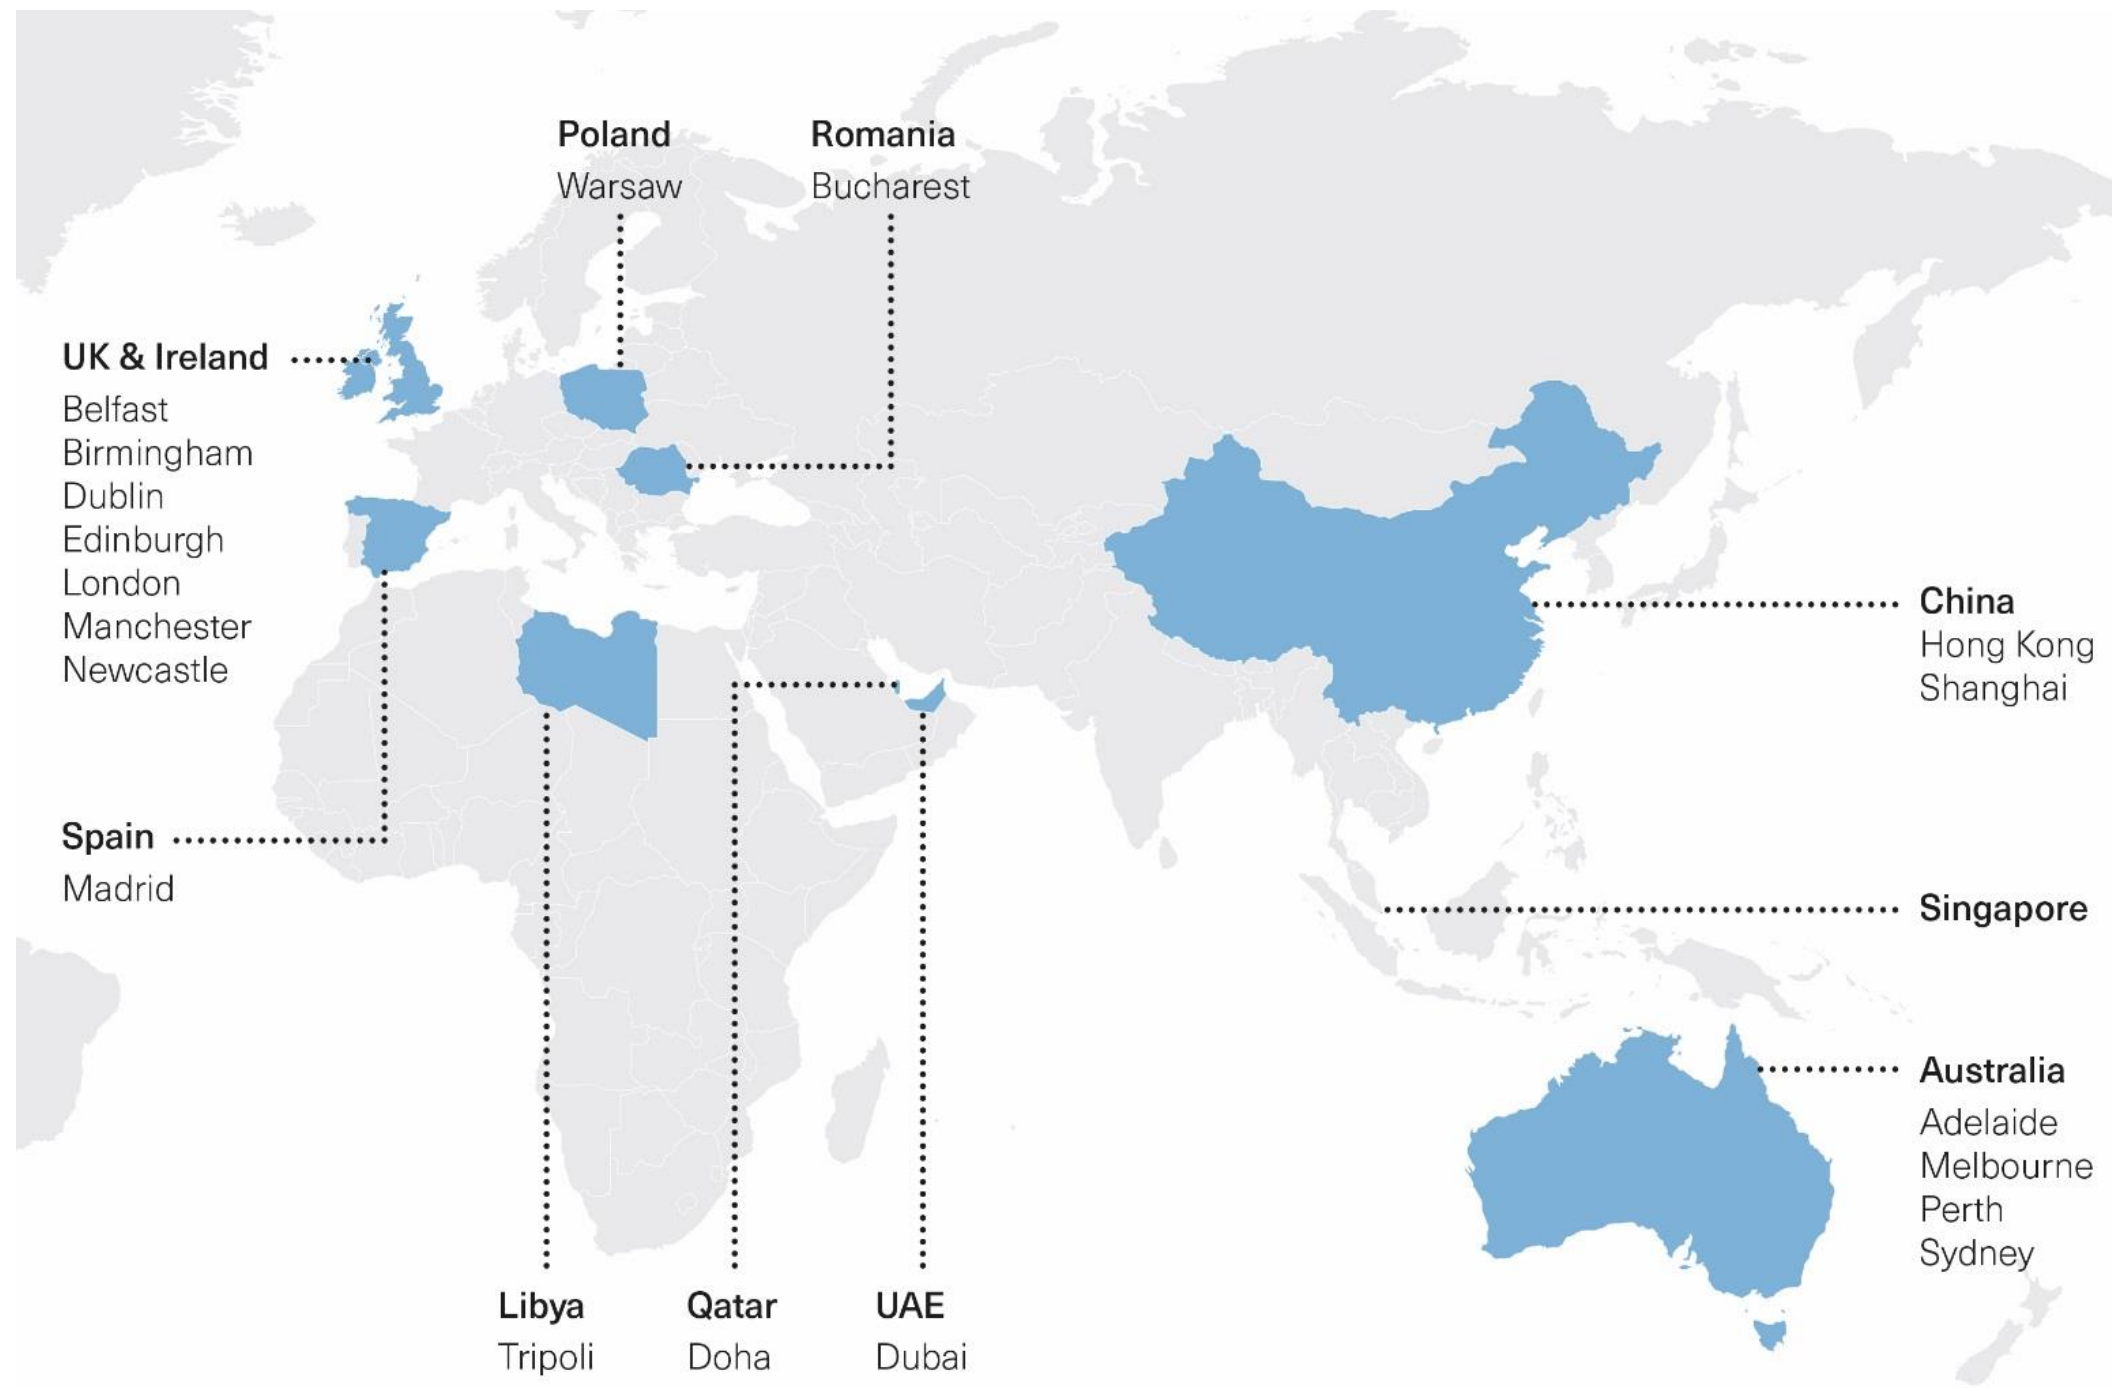 Poland
Warsaw
Romania
Bucharest
UK & Ireland
Belfast
Birmingham
Dublin
Edinburgh
London
Manchester
Newcastle
Spain
Madrid
China
Hong Kong
Shanghai
Singapore
Australia
Adelaide
Melbourne
Perth
Sydney
Libya
Tripoli
Qatar
Doha
UAE
Dubai